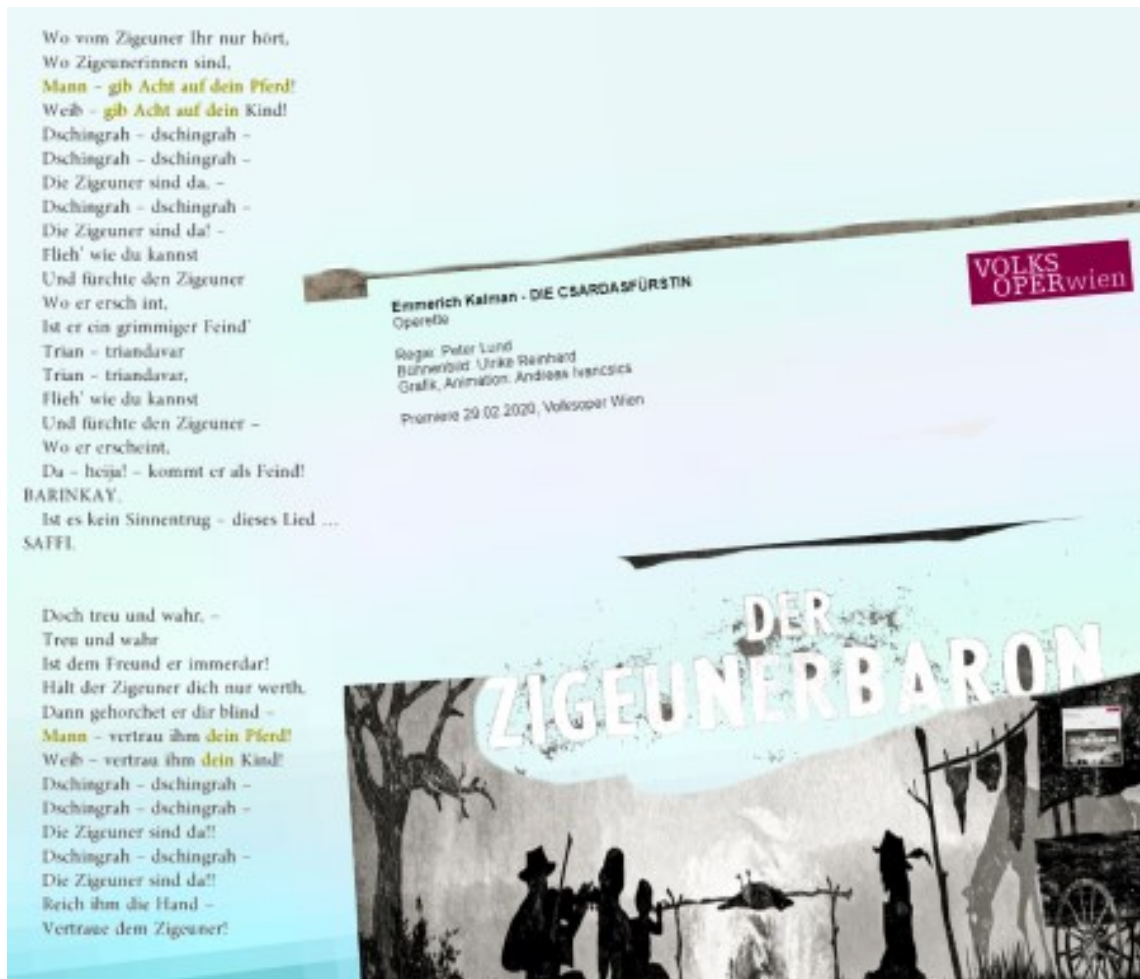 Wo vom Zigeuner Ihr nur hört,
Wo Zigeunerinnen sind,
Mann – gib Acht auf dein Pferd!
Weib – gib Acht auf dein Kind!
Dschingrah – dschingrah –
Dschingrah – dschingrah –
Die Zigeuner sind da. –
Dschingrah – dschingrah –
Die Zigeuner sind da! –
Flieh' wie du kannst
Und fürchte den Zigeuner
Wo er ersch int,
Ist er ein grimmiger Feind'
Trian – triandavar
Trian – triandavar,
Flieh' wie du kannst
Und fürchte den Zigeuner –
Wo er erscheint,
Da – heija! – kommt er als Feind!
BARINKAY.
Ist es kein Sinnentrug – dieses Lied ...
SAFFI.
Doch treu und wahr. –
Treu und wahr
Ist dem Freund er immerdar!
Hält der Zigeuner dich nur werth,
Dann gehorchet er dir blind –
Mann – vertrau ihm dein Pferd!
Weib – vertrau ihm dein Kind!
Dschingrah – dschingrah –
Dschingrah – dschingrah –
Die Zigeuner sind da!!
Dschingrah – dschingrah –
Die Zigeuner sind da!!
Reich ihm die Hand –
Vertraue dem Zigeuner!
Emmerich Kalman - DIE CSARDASFÜRSTIN
Operette
Regie: Peter Lund
Bühnenbild: Ulrike Reinhard
Grafik, Animation: Andreas Ivancsics
Premiere 29.02.2020, Volksoper Wien
VOLKS
OPERwien
DER
ZIGEUNERBARON